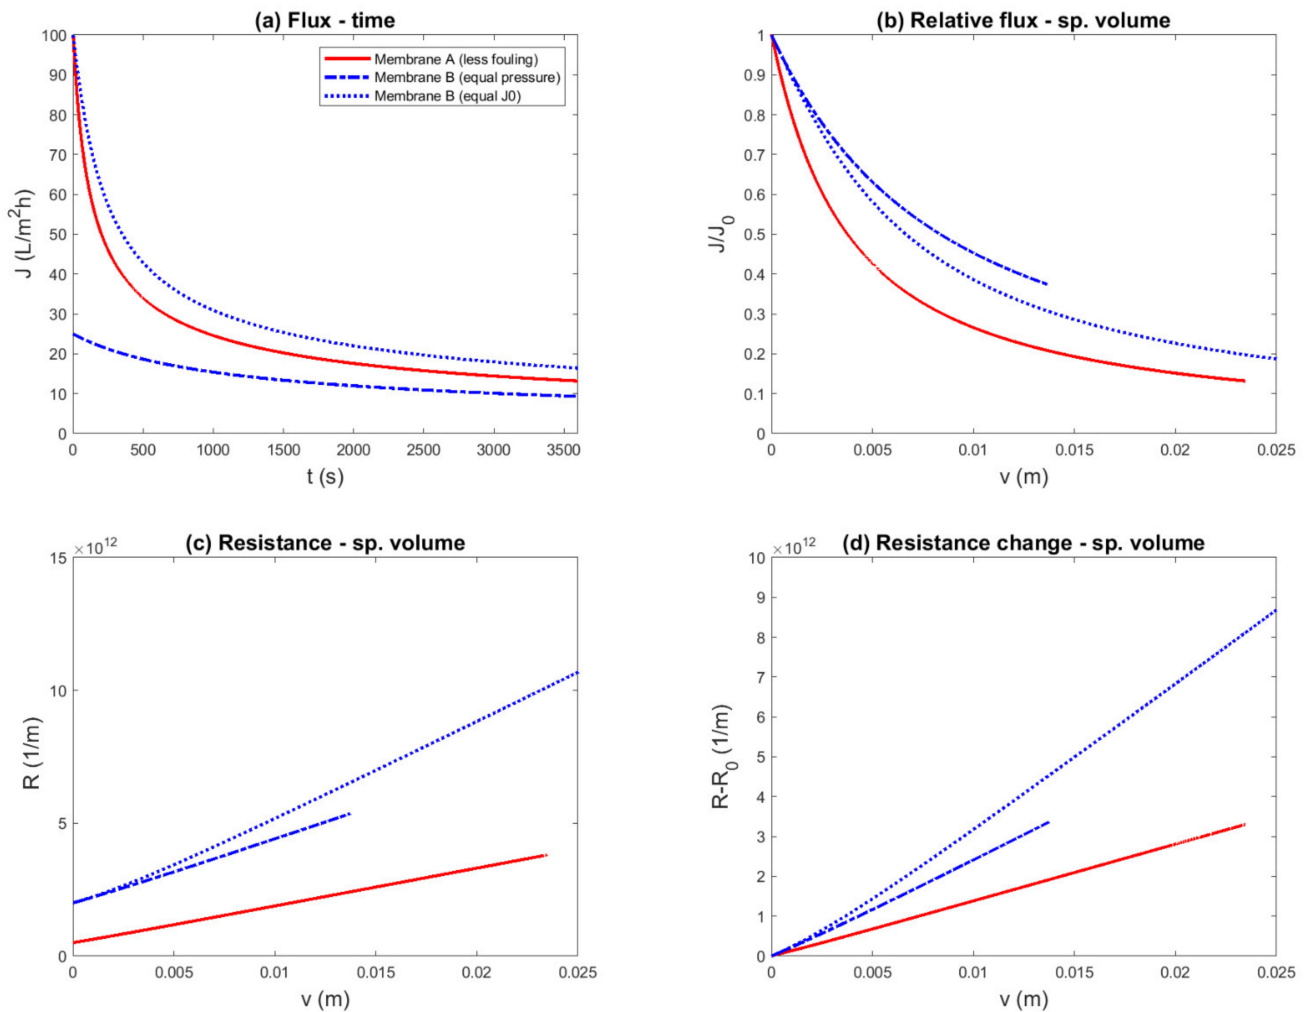 (a) Flux - time
J (L/m²h)
100
90
80
70
60
50
40
30
20
10
0
Membrane A (less fouling)
Membrane B (equal pressure)
Membrane B (equal J0)
0 500 1000 1500 2000 2500 3000 3500
t (s)
(b) Relative flux - sp. volume
J/J₀
1
0.9
0.8
0.7
0.6
0.5
0.4
0.3
0.2
0.1
0
0 0.005 0.01 0.015 0.02 0.025
v (m)
(c) Resistance - sp. volume
×10¹²
R (1/m)
15
10
5
0
0 0.005 0.01 0.015 0.02 0.025
v (m)
(d) Resistance change - sp. volume
×10¹²
R-R₀ (1/m)
10
9
8
7
6
5
4
3
2
1
0
0 0.005 0.01 0.015 0.02 0.025
v (m)